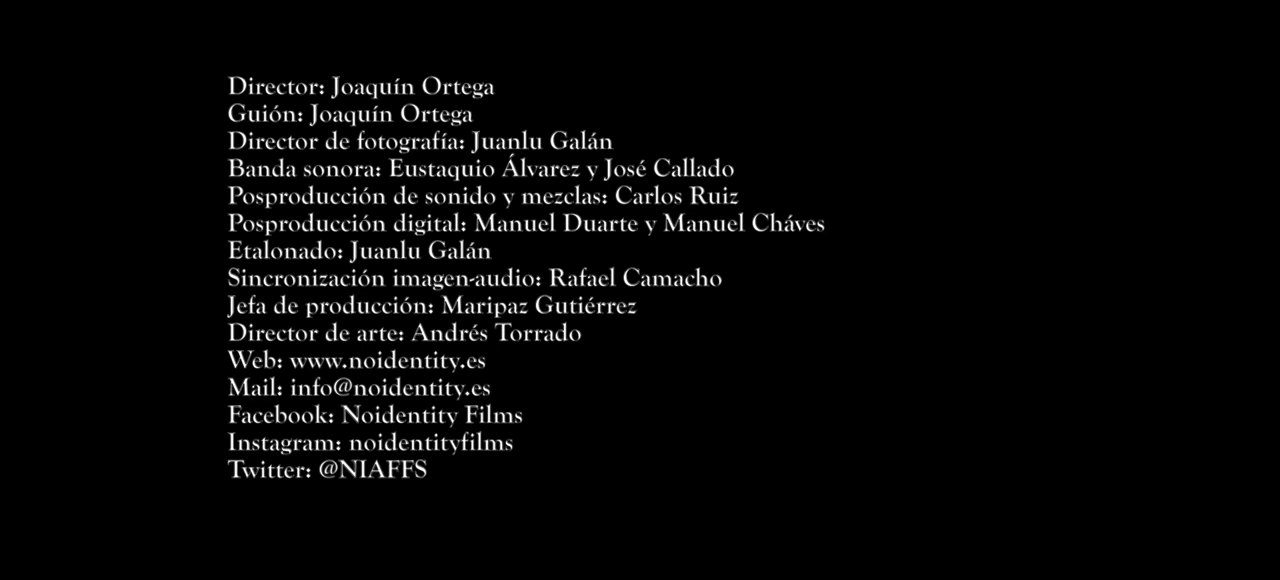 Director: Joaquín Ortega
Guión: Joaquín Ortega
Director de fotografía: Juanlu Galán
Banda sonora: Eustaquio Álvarez y José Callado
Posproducción de sonido y mezclas: Carlos Ruiz
Posproducción digital: Manuel Duarte y Manuel Cháves
Etalonado: Juanlu Galán
Sincronización imagen-audio: Rafael Camacho
Jefa de producción: Maripaz Gutiérrez
Director de arte: Andrés Torrado
Web: www.noidentity.es
Mail: info@noidentity.es
Facebook: Noidentity Films
Instagram: noidentityfilms
Twitter: @NIAFFS